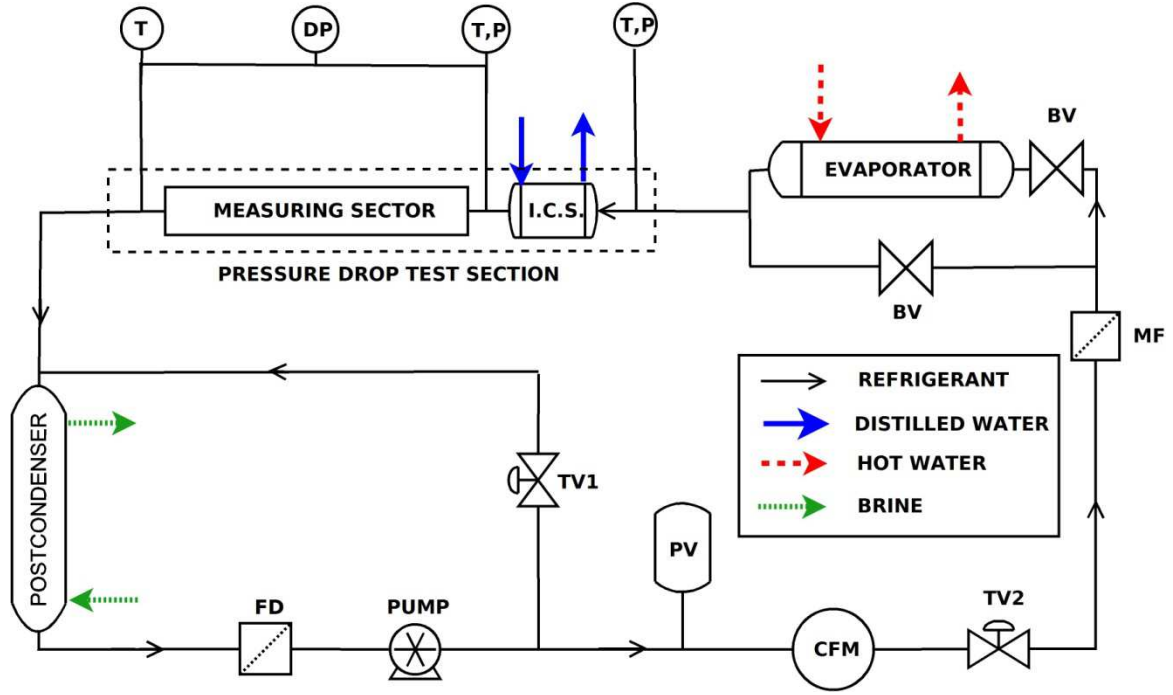 T
DP
T,P
T,P
BV
EVAPORATOR
MEASURING SECTOR
I.C.S.
PRESSURE DROP TEST SECTION
BV
MF
REFRIGERANT
DISTILLED WATER
HOT WATER
BRINE
TV1
PV
POSTCONDENSER
FD
PUMP
CFM
TV2